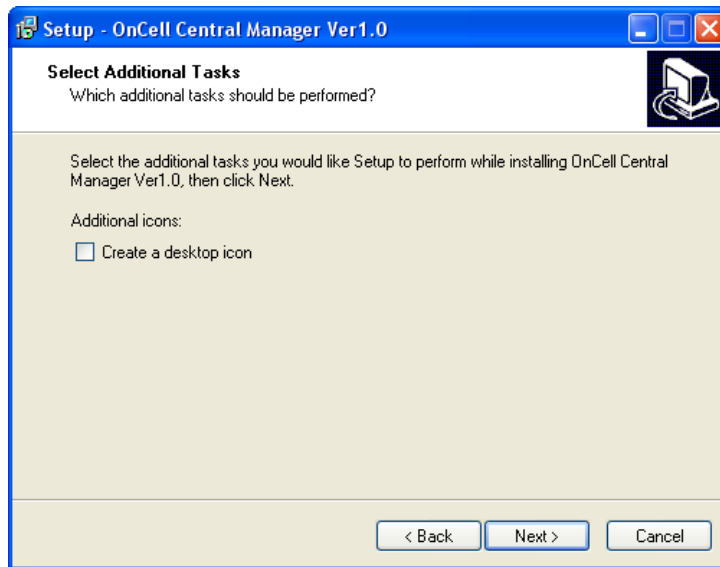 Setup - OnCell Central Manager Ver1.0
Select Additional Tasks
Which additional tasks should be performed?
Select the additional tasks you would like Setup to perform while installing OnCell Central
Manager Ver1.0, then click Next.
Additional icons:
Create a desktop icon
< Back
Next >
Cancel